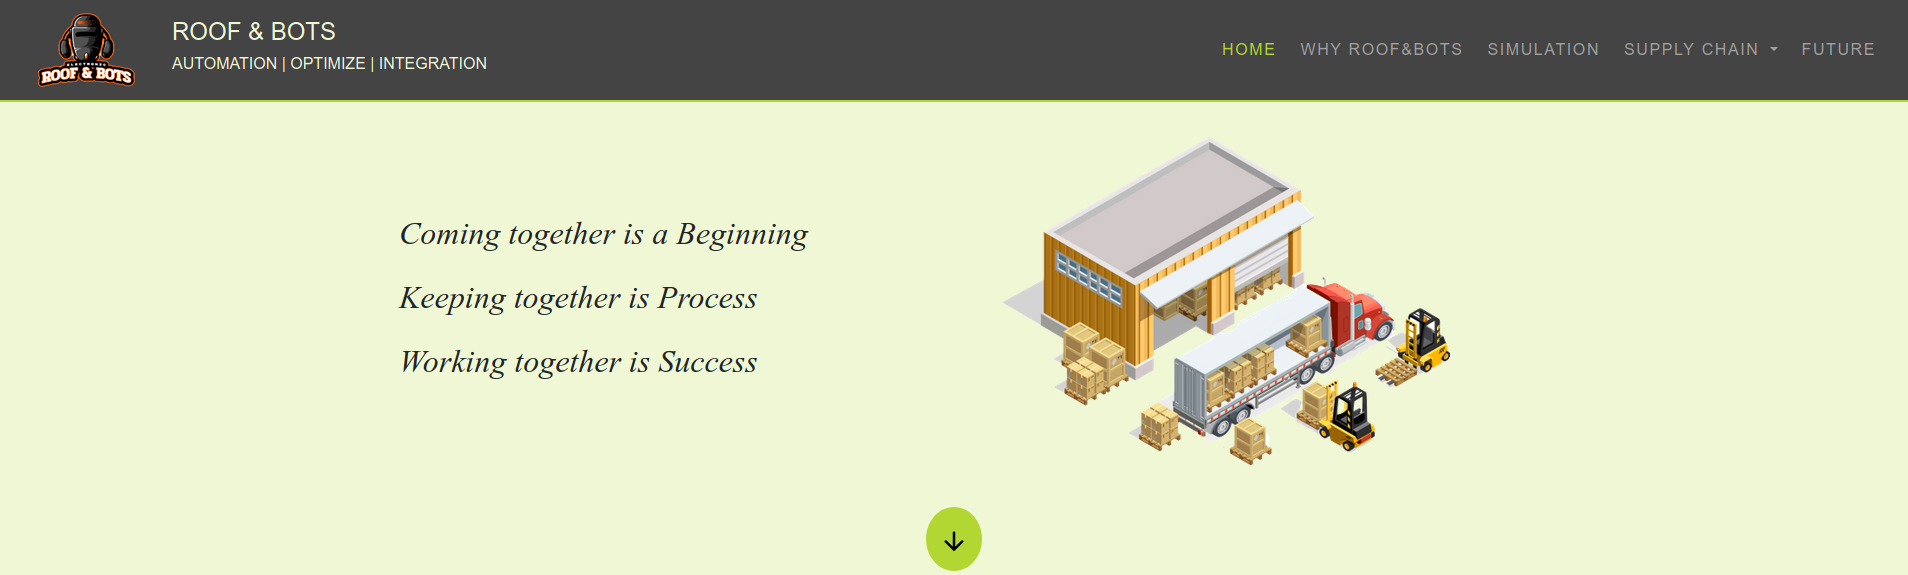 ELECTRONIC
ROOF & BOTS
ROOF & BOTS
AUTOMATION | OPTIMIZE | INTEGRATION
HOME WHY ROOF&BOTS SIMULATION SUPPLY CHAIN FUTURE
Coming together is a Beginning
Keeping together is Process
Working together is Success